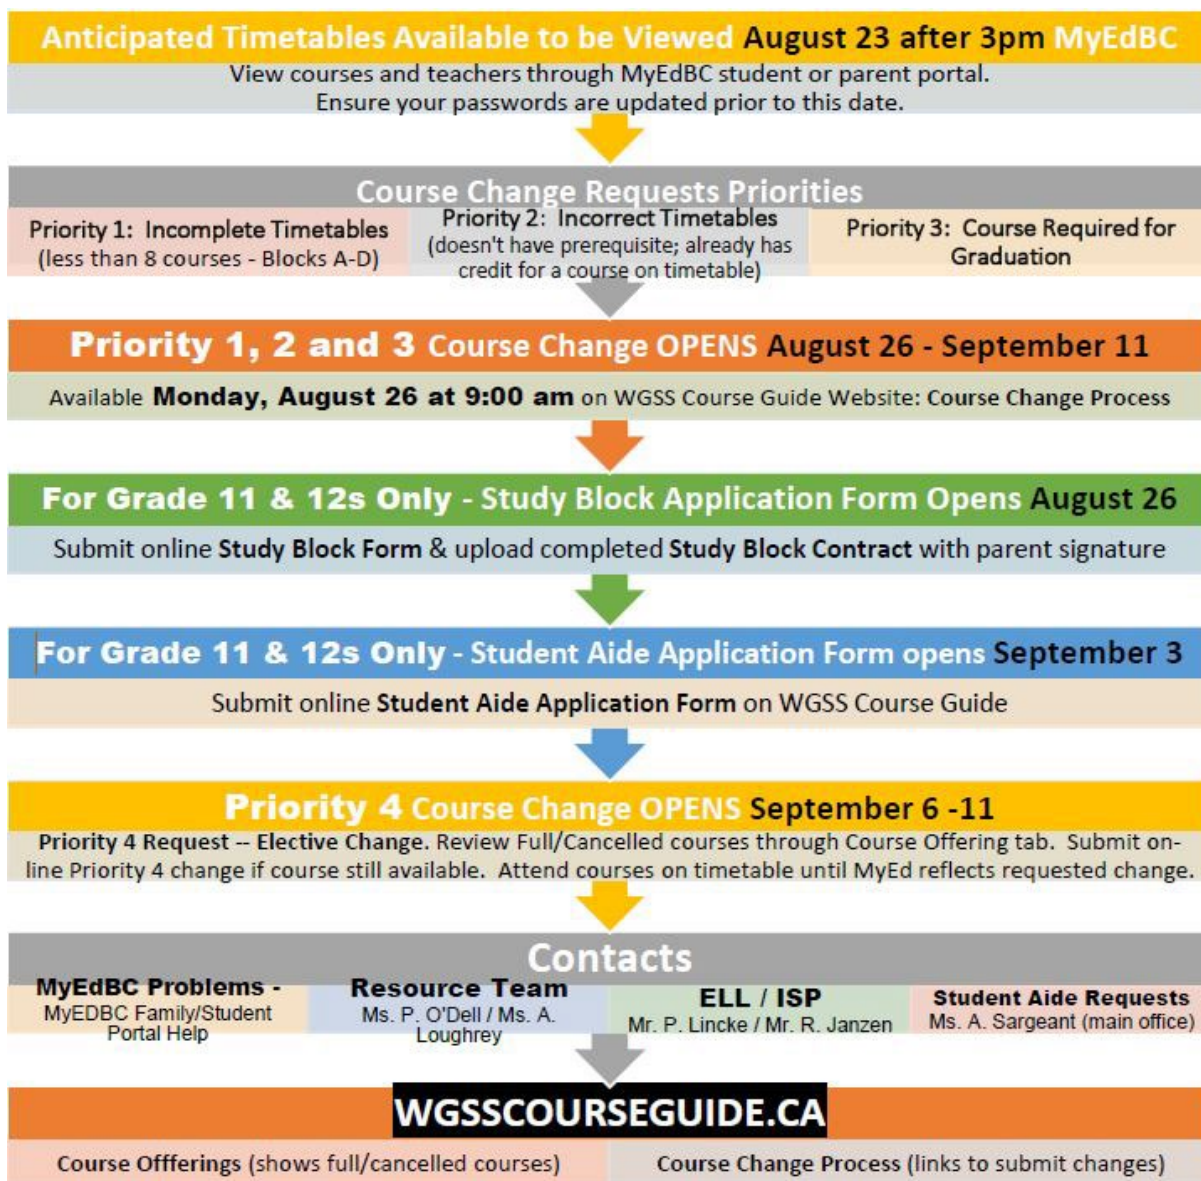 Anticipated Timetables Available to be Viewed August 23 after 3pm MyEdBC
View courses and teachers through MyEdBC student or parent portal.
Ensure your passwords are updated prior to this date.
Course Change Requests Priorities
Priority 1: Incomplete Timetables
(less than 8 courses - Blocks A-D)
Priority 2: Incorrect Timetables
(doesn't have prerequisite; already has
credit for a course on timetable)
Priority 3: Course Required for
Graduation
Priority 1, 2 and 3 Course Change OPENS August 26 - September 11
Available Monday, August 26 at 9:00 am on WGSS Course Guide Website: Course Change Process
For Grade 11 & 12s Only - Study Block Application Form Opens August 26
Submit online Study Block Form & upload completed Study Block Contract with parent signature
For Grade 11 & 12s Only - Student Aide Application Form opens September 3
Submit online Student Aide Application Form on WGSS Course Guide
Priority 4 Course Change OPENS September 6 -11
Priority 4 Request -- Elective Change. Review Full/Cancelled courses through Course Offering tab. Submit on-
line Priority 4 change if course still available. Attend courses on timetable until MyEd reflects requested change.
Contacts
MyEdBC Problems -
MyEDBC Family/Student
Portal Help
Resource Team
Ms. P. O'Dell / Ms. A.
Loughrey
ELL / ISP
Mr. P. Lincke / Mr. R. Janzen
Student Aide Requests
Ms. A. Sargeant (main office)
WGSSCOURSEGUIDE.CA
Course Offferings (shows full/cancelled courses)
Course Change Process (links to submit changes)